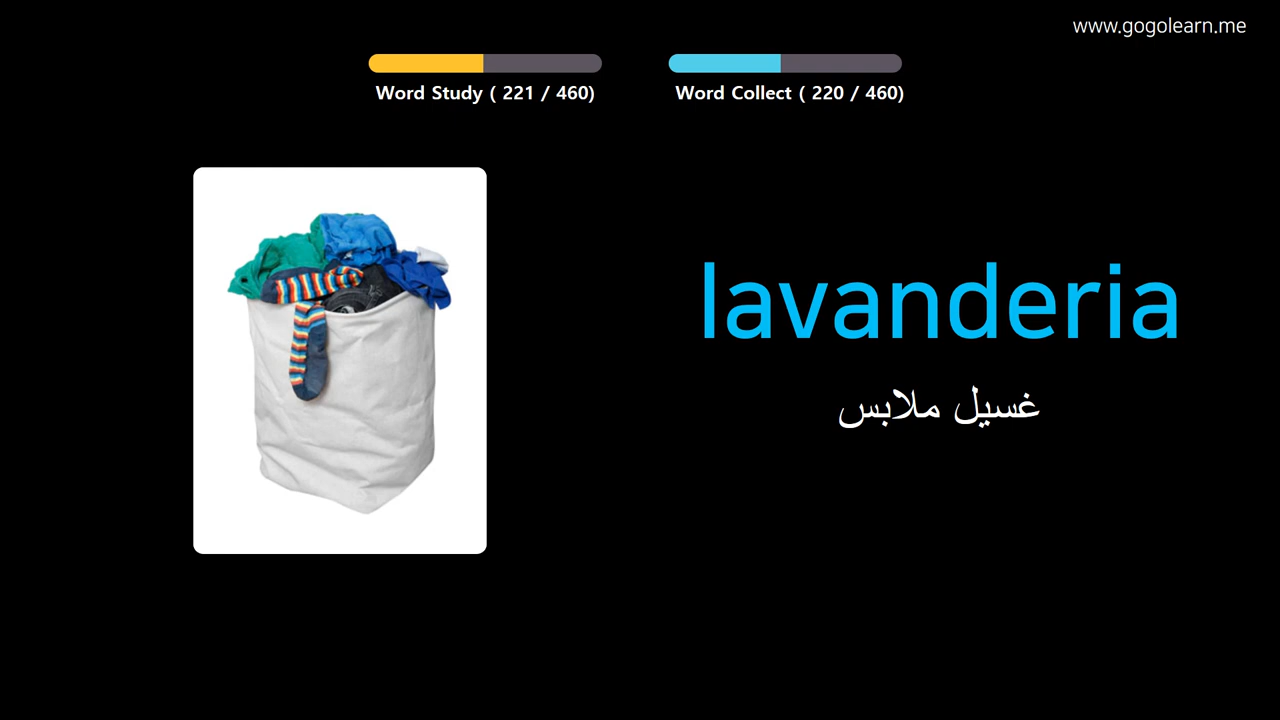 www.gogolearn.me
Word Study ( 221 / 460)
Word Collect ( 220 / 460)
lavanderia
غسيل ملابس